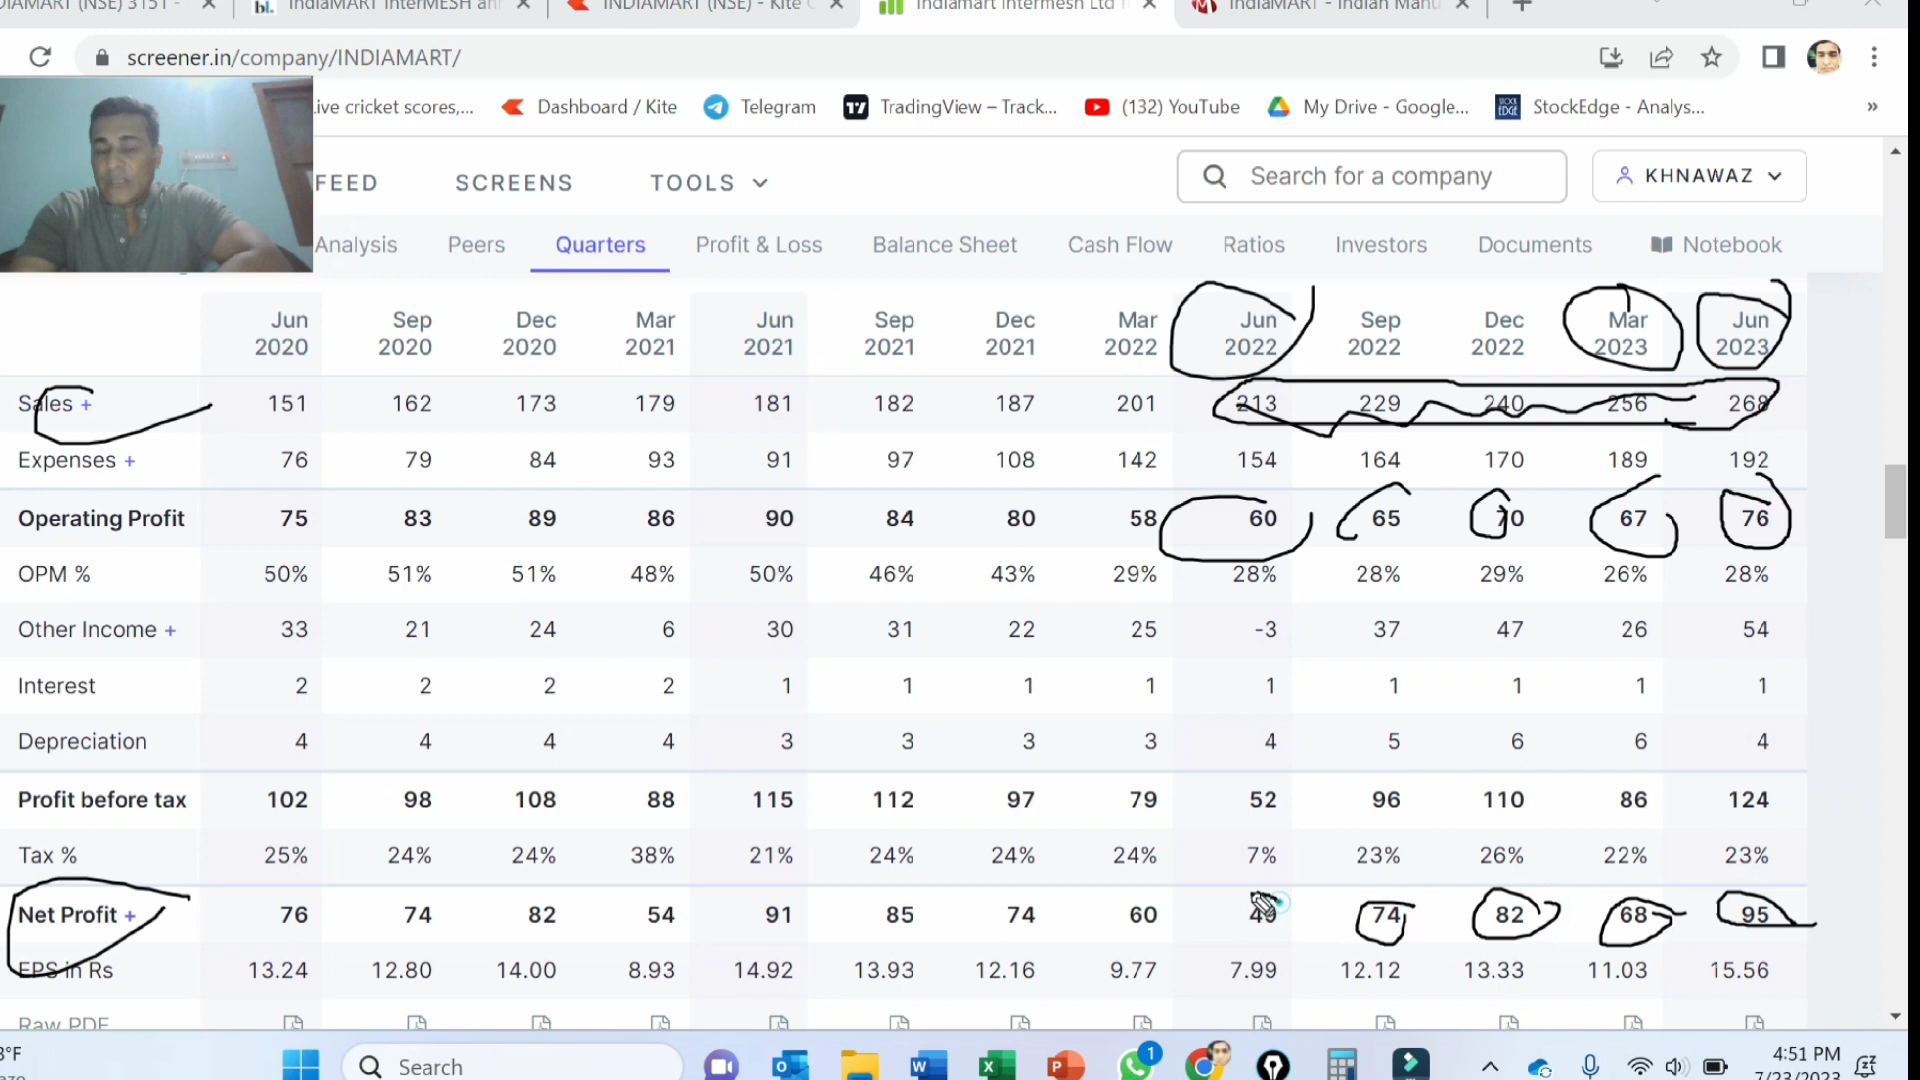 INDIAMART (NSE) 3151 -
bl. IndiaMART InterMESH
INDIAMART (NSE) - Kite
Indiamart Intermesh Ltd
IndiaMART - Indian Manu
screener.in/company/INDIAMART/
live cricket scores,... Dashboard / Kite Telegram TradingView – Track... (132) YouTube My Drive - Google... StockEdge - Analys... »
FEED SCREENS TOOLS Search for a company KHNAWAZ
Analysis Peers Quarters Profit & Loss Balance Sheet Cash Flow Ratios Investors Documents Notebook
Jun 2020 Sep 2020 Dec 2020 Mar 2021 Jun 2021 Sep 2021 Dec 2021 Mar 2022 Jun 2022 Sep 2022 Dec 2022 Mar 2023 Jun 2023
Sales + 151 162 173 179 181 182 187 201 213 229 240 256 268
Expenses + 76 79 84 93 91 97 108 142 154 164 170 189 192
Operating Profit 75 83 89 86 90 84 80 58 60 65 70 67 76
OPM % 50% 51% 51% 48% 50% 46% 43% 29% 28% 28% 29% 26% 28%
Other Income + 33 21 24 6 30 31 22 25 -3 37 47 26 54
Interest 2 2 2 2 1 1 1 1 1 1 1 1 1
Depreciation 4 4 4 4 3 3 3 3 4 5 6 6 4
Profit before tax 102 98 108 88 115 112 97 79 52 96 110 86 124
Tax % 25% 24% 24% 38% 21% 24% 24% 24% 7% 23% 26% 22% 23%
Net Profit + 76 74 82 54 91 85 74 60 49 74 82 68 95
EPS in Rs 13.24 12.80 14.00 8.93 14.92 13.93 12.16 9.77 7.99 12.12 13.33 11.03 15.56
Raw PDF
Search 1 4:51 PM
7/23/2023